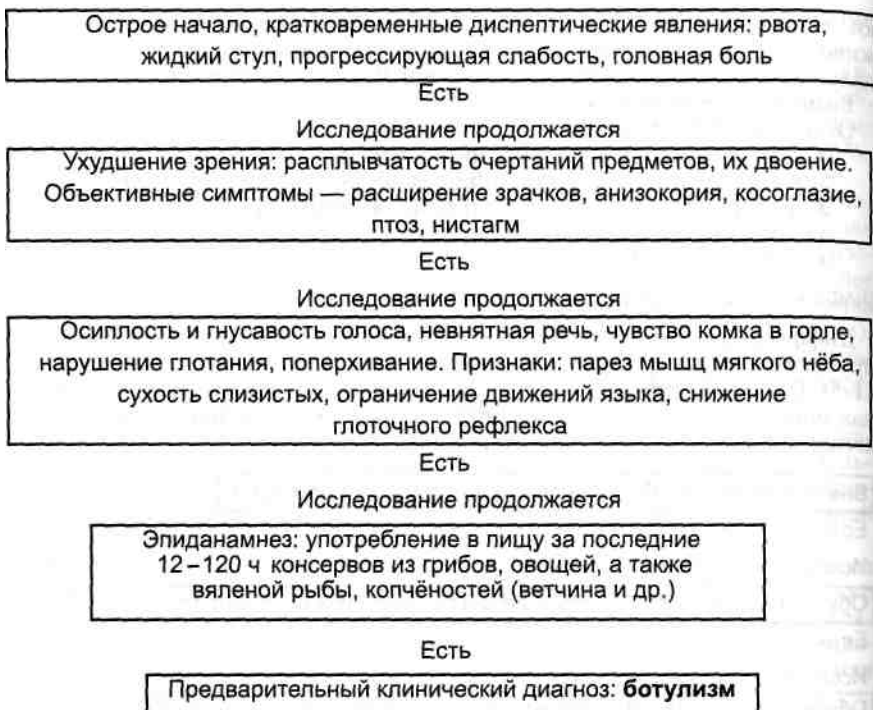 Острое начало, кратковременные диспептические явления: рвота,
жидкий стул, прогрессирующая слабость, головная боль
Есть
Исследование продолжается
Ухудшение зрения: расплывчатость очертаний предметов, их двоение.
Объективные симптомы — расширение зрачков, анизокория, косоглазие,
птоз, нистагм
Есть
Исследование продолжается
Осиплость и гнусавость голоса, невнятная речь, чувство комка в горле,
нарушение глотания, поперхивание. Признаки: парез мышц мягкого нёба,
сухость слизистых, ограничение движений языка, снижение
глоточного рефлекса
Есть
Исследование продолжается
Эпиданамнез: употребление в пищу за последние
12–120 ч консервов из грибов, овощей, а также
вяленой рыбы, копчёностей (ветчина и др.)
Есть
Предварительный клинический диагноз: ботулизм